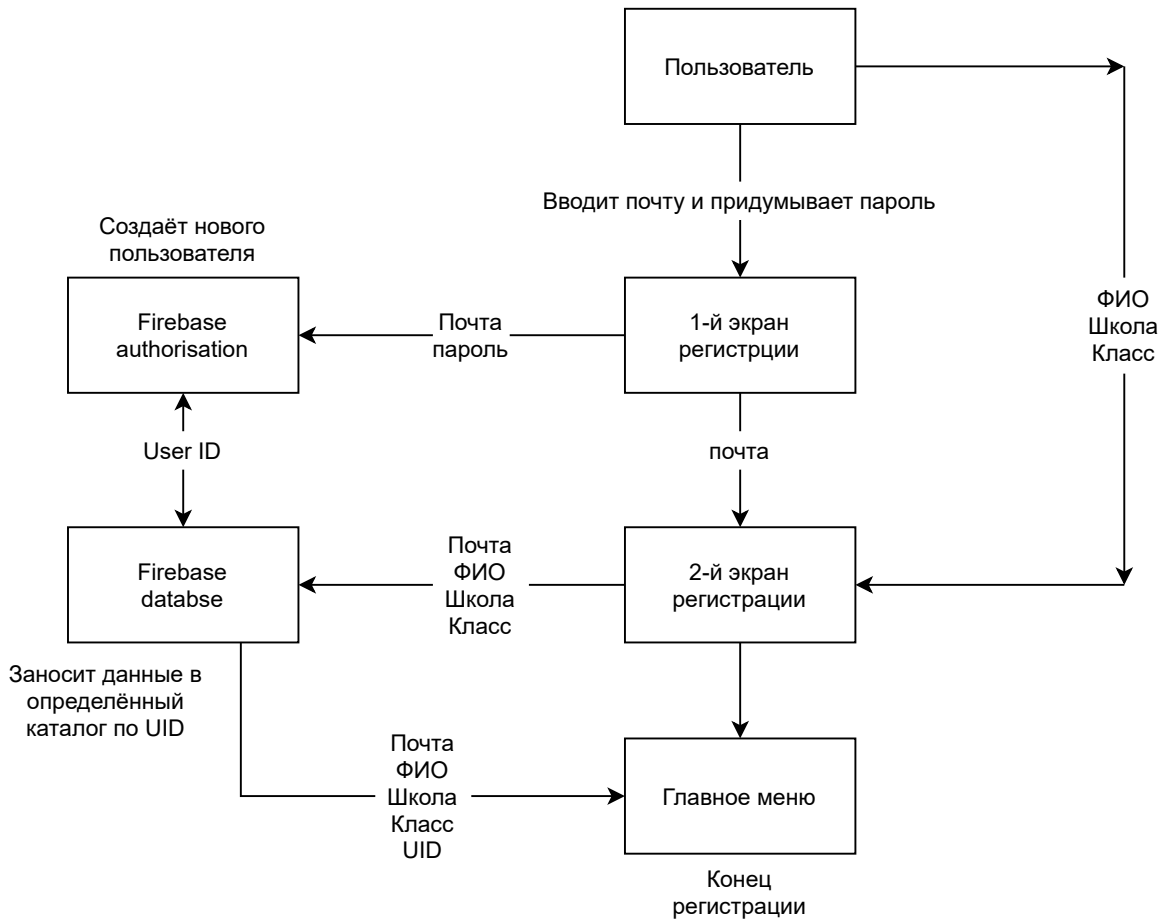 Пользователь
Вводит почту и придумывает пароль
Создаёт нового
пользователя
Firebase
authorisation
Почта
пароль
1-й экран
регистрции
ФИО
Школа
Класс
User ID
почта
Firebase
databse
Почта
ФИО
Школа
Класс
2-й экран
регистрации
Заносит данные в
определённый
каталог по UID
Почта
ФИО
Школа
Класс
UID
Главное меню
Конец
регистрации